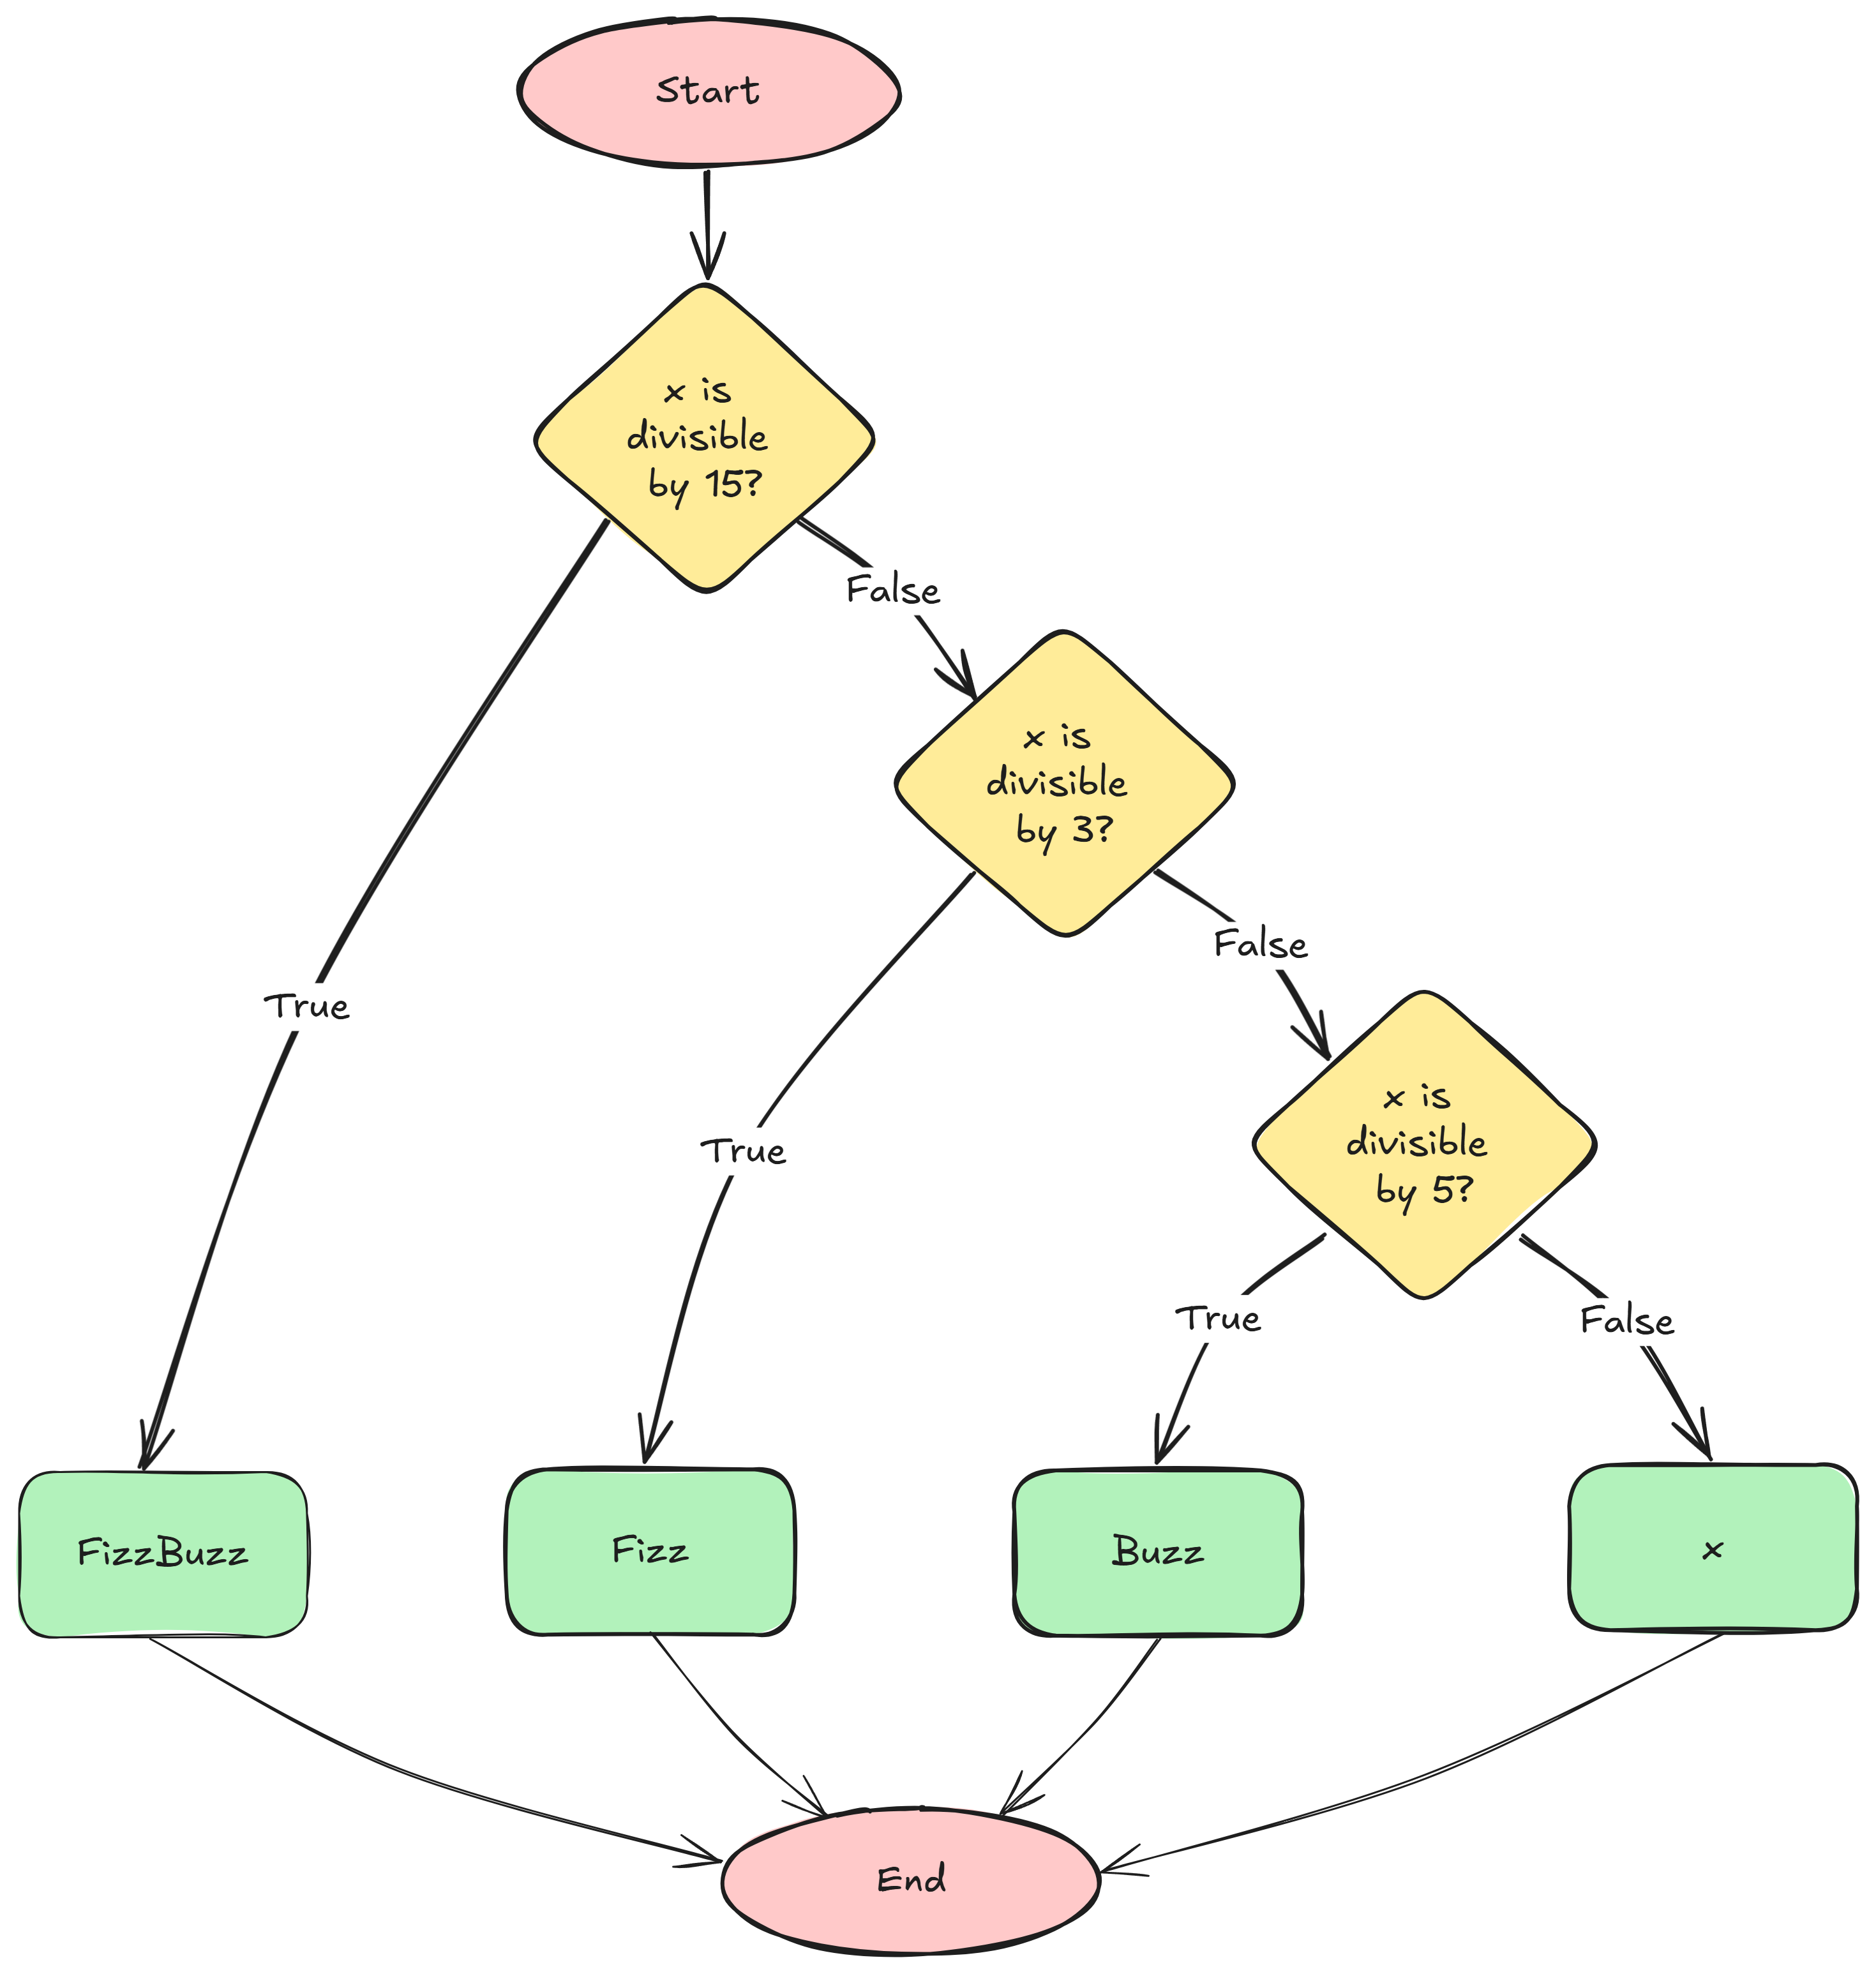 Start
x is
divisible
by 15?
False
x is
divisible
by 3?
False
True
x is
divisible
by 5?
True
True
False
FizzBuzz
Fizz
Buzz
x
End